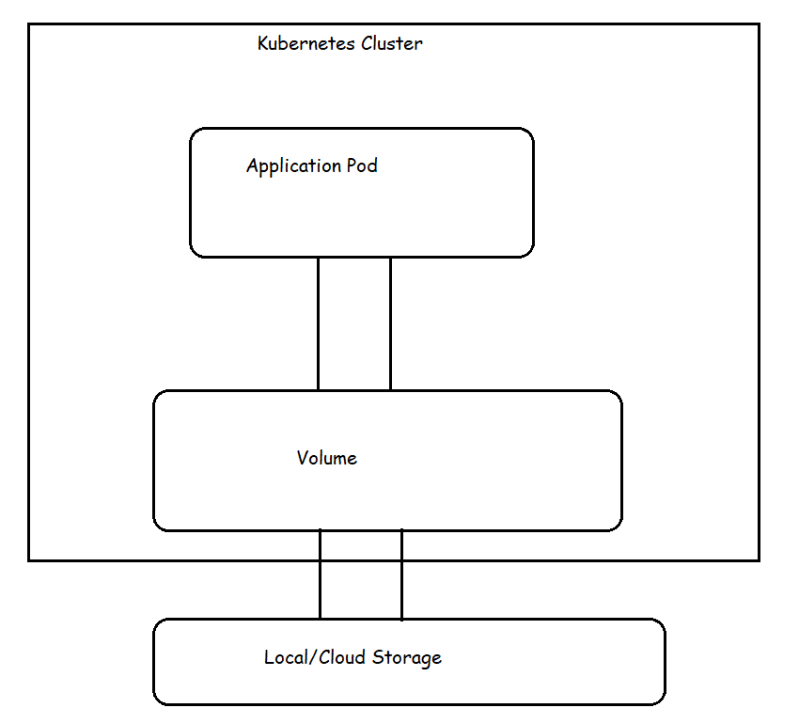 Kubernetes Cluster
Application Pod
Volume
Local/Cloud Storage